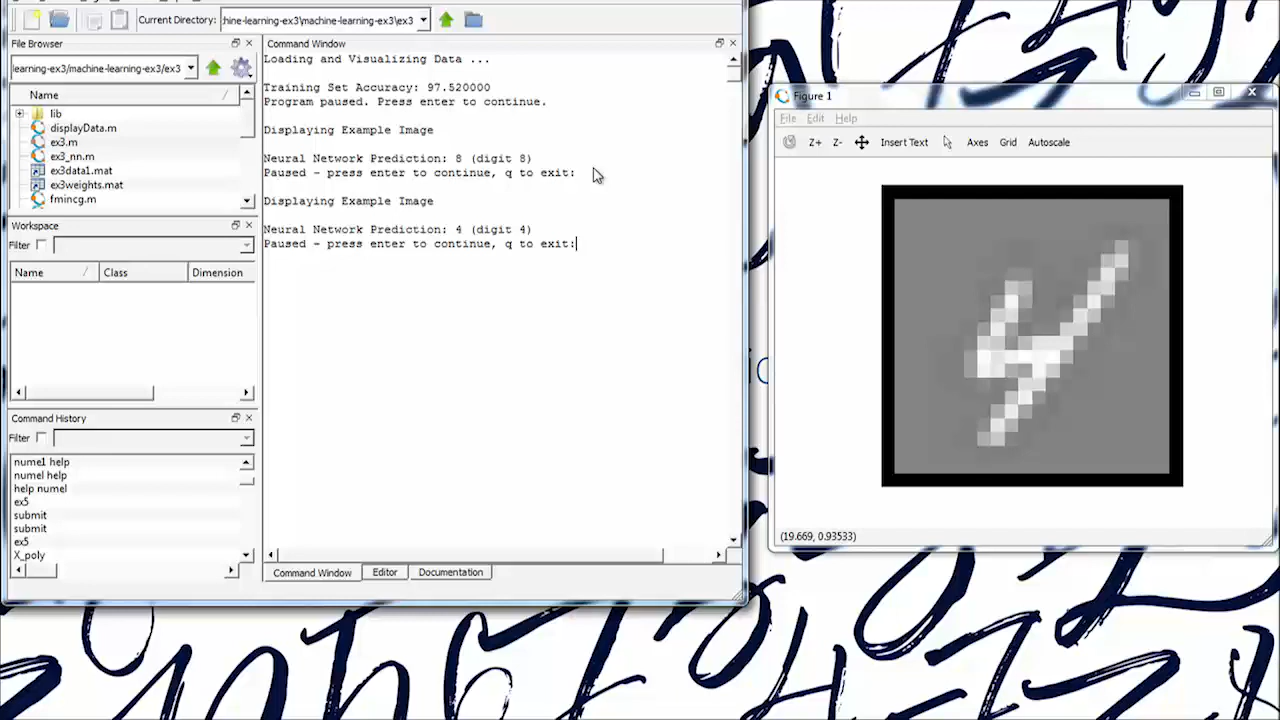 Current Directory: hine-learning-ex3\machine-learning-ex3\ex3
File Browser
learning-ex3/machine-learning-ex3/ex3
Name
lib
displayData.m
ex3.m
ex3_nn.m
ex3data1.mat
ex3weights.mat
fmincg.m
Workspace
Filter
Name Class Dimension
Command History
Filter
nume1 help
numel help
help numel
ex5
submit
submit
ex5
X_poly
Command Window
Loading and Visualizing Data ...
Training Set Accuracy: 97.520000
Program paused. Press enter to continue.
Displaying Example Image
Neural Network Prediction: 8 (digit 8)
Paused - press enter to continue, q to exit:
Displaying Example Image
Neural Network Prediction: 4 (digit 4)
Paused - press enter to continue, q to exit:
Command Window Editor Documentation
Figure 1
File Edit Help
Z+ Z- Insert Text Axes Grid Autoscale
4
(19.669, 0.93533)